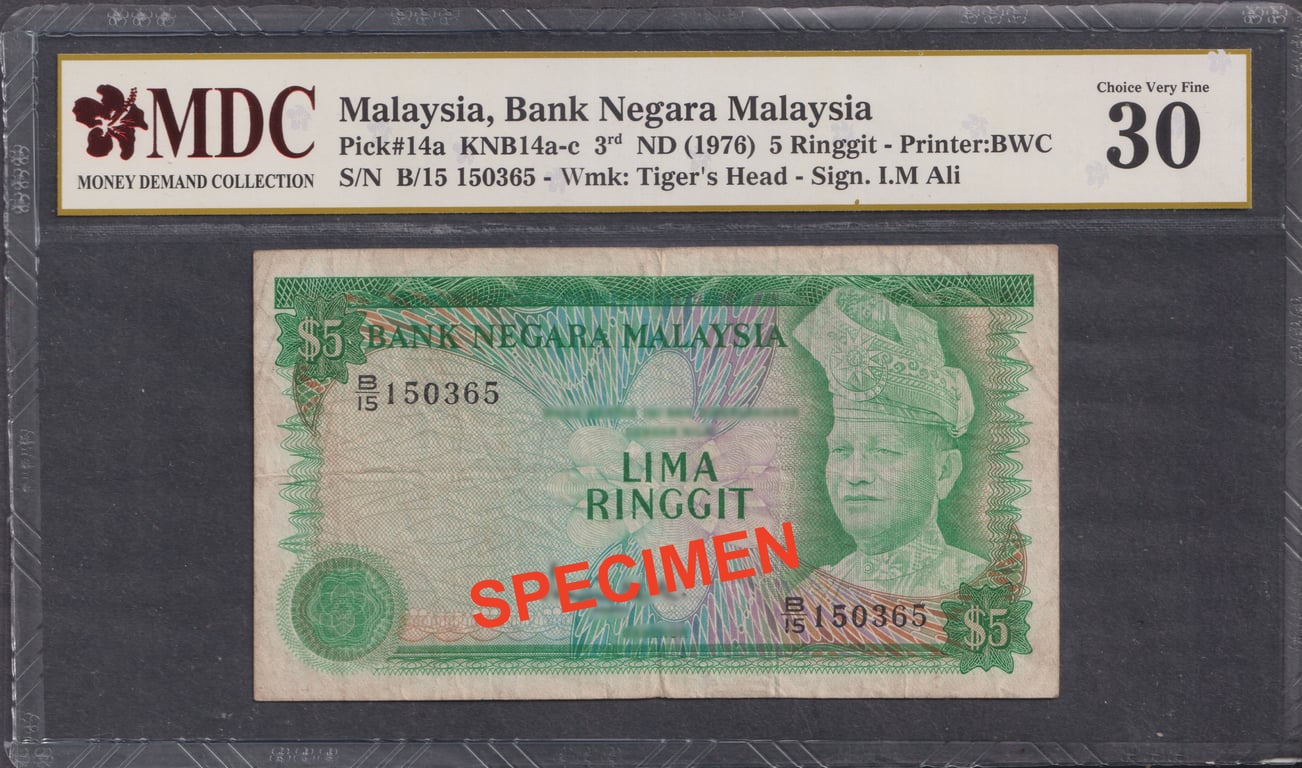 MDC
MONEY DEMAND COLLECTION
Malaysia, Bank Negara Malaysia
Pick#14a KNB14a-c 3rd ND (1976) 5 Ringgit - Printer:BWC
S/N B/15 150365 - Wmk: Tiger's Head - Sign. I.M Ali
Choice Very Fine
30
$5 BANK NEGARA MALAYSIA
B/15 150365
LIMA
RINGGIT
SPECIMEN
B/15 150365
$5